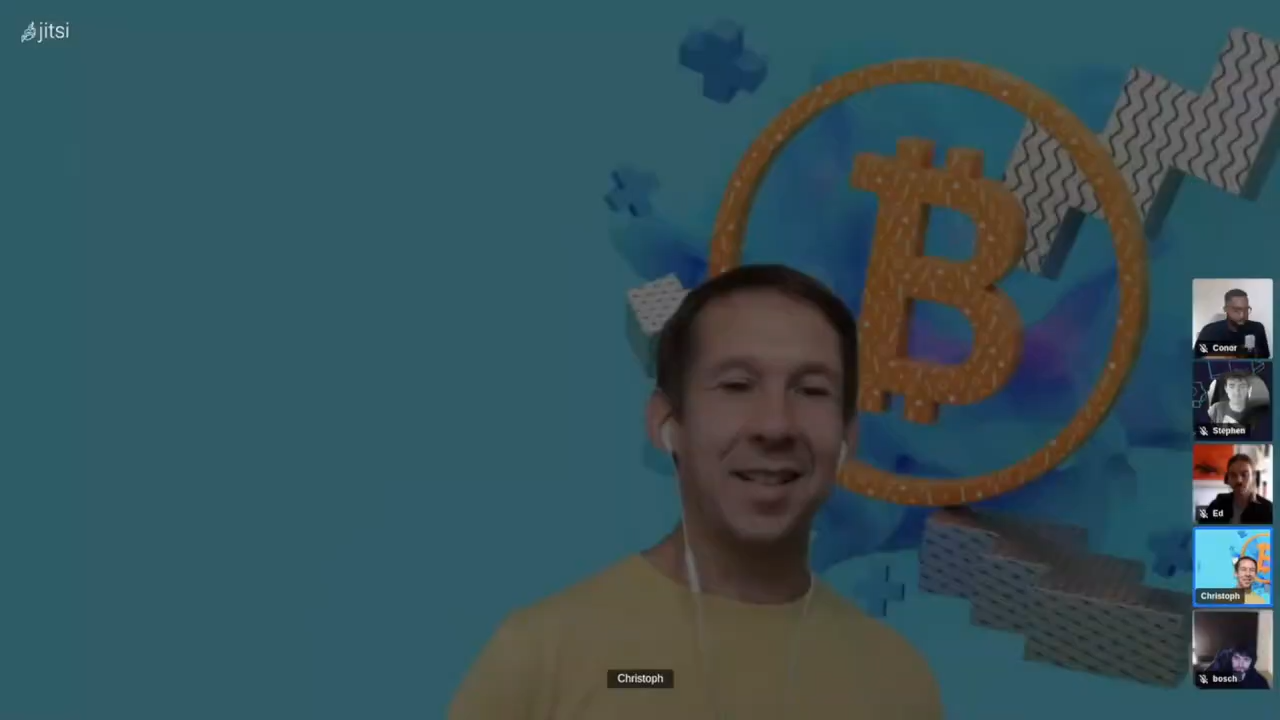 jitsi
Conor
Stephen
Ed
Christoph
bosch
Christoph